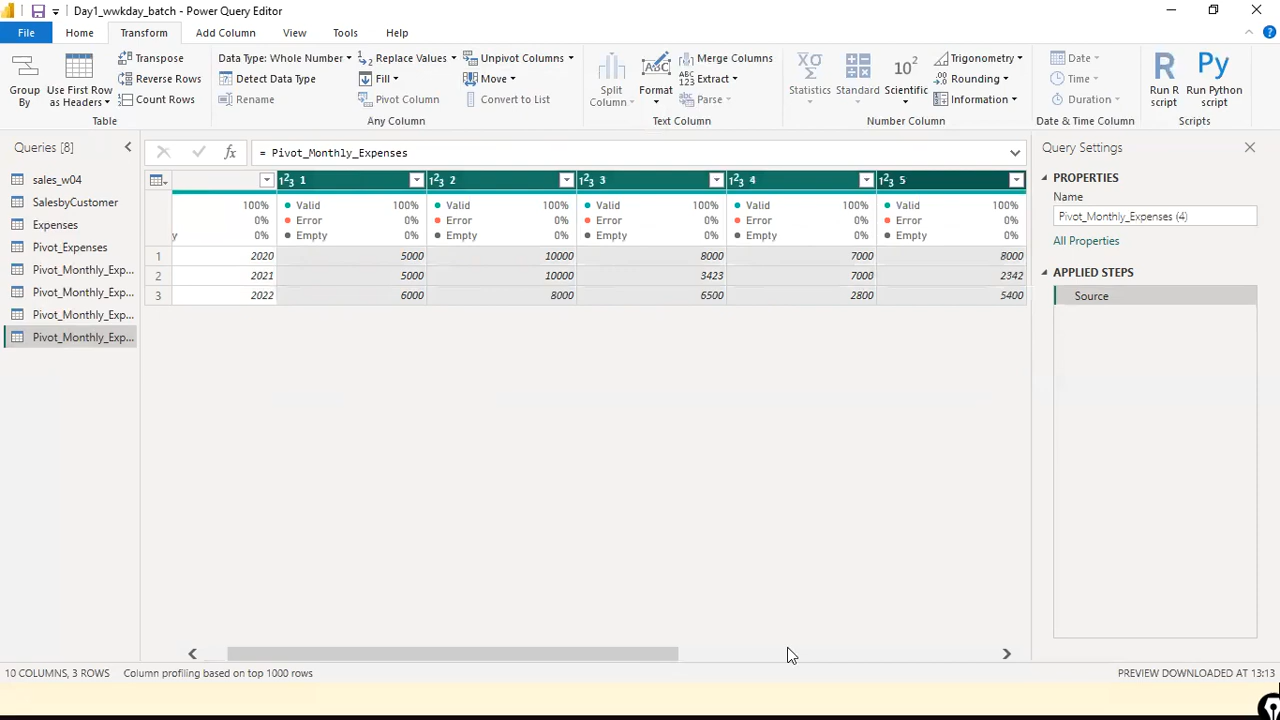 Day1_wwkday_batch - Power Query Editor
File Home Transform Add Column View Tools Help
Group By
Use First Row as Headers
Transpose
Reverse Rows
Count Rows
Table
Data Type: Whole Number
Detect Data Type
Rename
Replace Values
Fill
Pivot Column
Unpivot Columns
Move
Convert to List
Any Column
Split Column
Format
Merge Columns
Extract
Parse
Text Column
Statistics
Standard
Scientific
Trigonometry
Rounding
Information
Number Column
Date
Time
Duration
Date & Time Column
Run R script
Run Python script
Scripts
Queries [8]
sales_w04
SalesbyCustomer
Expenses
Pivot_Expenses
Pivot_Monthly_Exp...
Pivot_Monthly_Exp...
Pivot_Monthly_Exp...
Pivot_Monthly_Exp...
= Pivot_Monthly_Expenses
1 2 3 4 5
100% Valid 100% Valid 100% Valid 100% Valid 100% Valid 100%
0% Error 0% Error 0% Error 0% Error 0% Error 0%
y 0% Empty 0% Empty 0% Empty 0% Empty 0% Empty 0%
1 2020 5000 10000 8000 7000 8000
2 2021 5000 10000 3423 7000 2342
3 2022 6000 8000 6500 2800 5400
Query Settings
PROPERTIES
Name
Pivot_Monthly_Expenses (4)
All Properties
APPLIED STEPS
Source
10 COLUMNS, 3 ROWS Column profiling based on top 1000 rows
PREVIEW DOWNLOADED AT 13:13